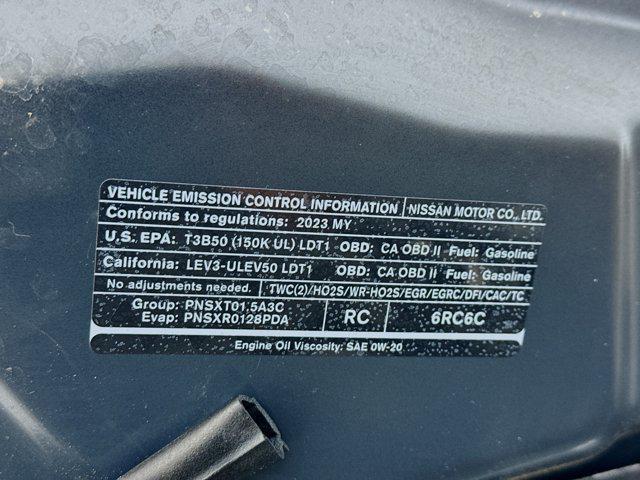 VEHICLE EMISSION CONTROL INFORMATION NISSAN MOTOR CO., LTD.
Conforms to regulations: 2023 MY
U.S. EPA: T3B50 (150K UL) LDT1 OBD: CA OBD II Fuel: Gasoline
California: LEV3-ULEV50 LDT1 OBD: CA OBD II Fuel: Gasoline
No adjustments needed. TWC(2)/HO2S/WR-HO2S/EGR/EGRC/DFI/CAC/TC
Group: PNSXT01.5A3C
Evap: PNSXR0128PDA
RC
6RC6C
Engine Oil Viscosity: SAE 0W-20